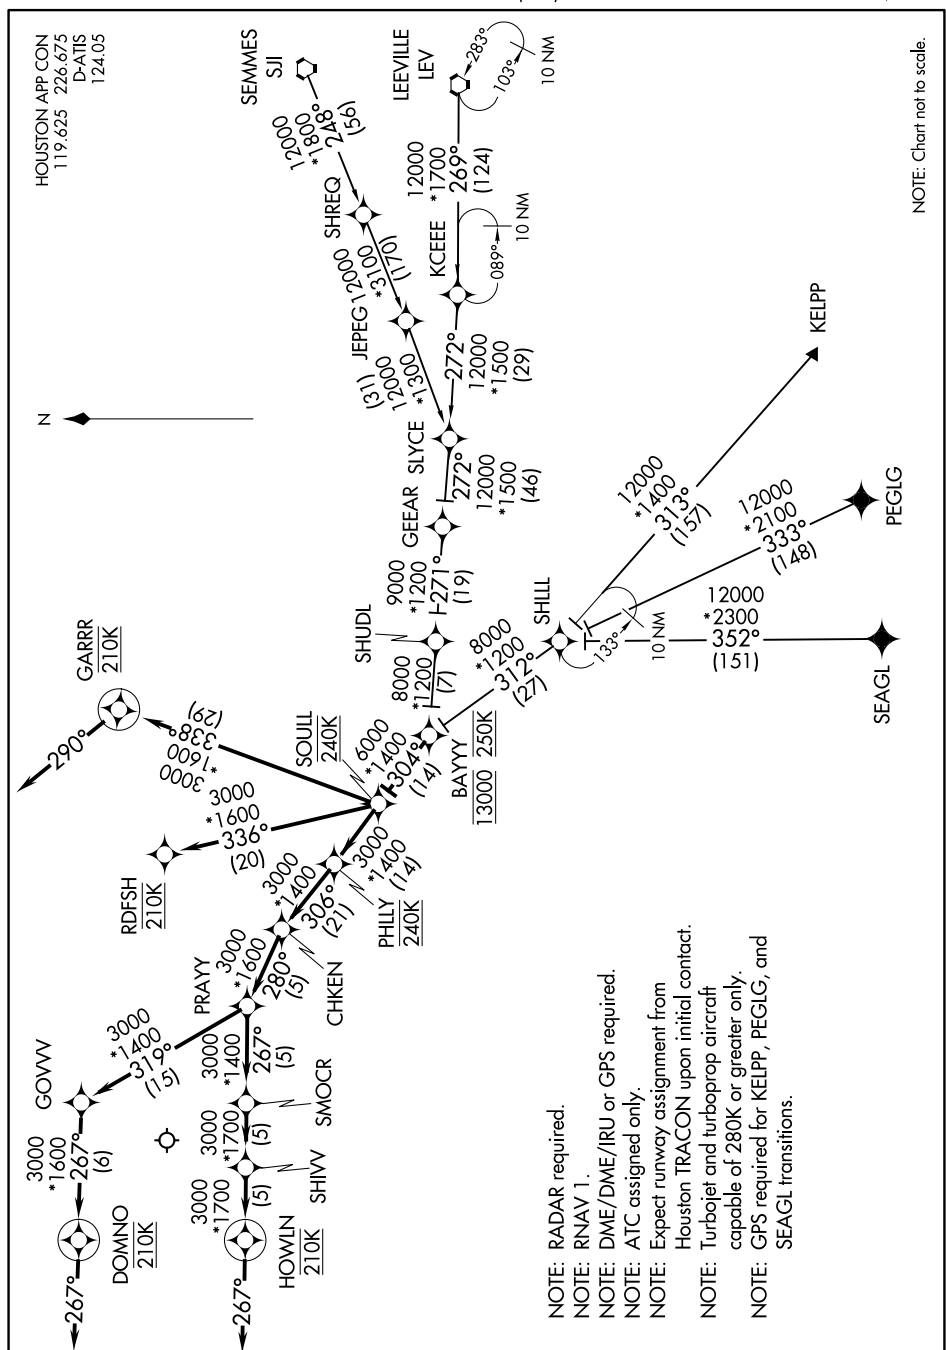 HOUSTON APP CON
119.625 226.675
D-ATIS
124.05
SEMMES
SJI
12000
*1800
248°
(56)
LEEVILLE
LEV
283°
103°
10 NM
12000
*1700
269°
(124)
SHREQ
12000
*3100
(170)
KCEEE
089°
10 NM
JEPEG
(31)
12000
*1300
272°
12000
*1500
(29)
N
SLYCE
272°
12000
*1500
(46)
GEEAR
9000
*1200
271°
(19)
SHUDL
8000
*1200
(7)
KELPP
12000
*1400
313°
(157)
PEGLG
12000
*2100
333°
(148)
SEAGL
12000
*2300
352°
(151)
SHLLL
133°
10 NM
8000
*1200
312°
(27)
BAYYY
13000 250K
6000
*1400
304°
(14)
SOULL
240K
GARRR
210K
290°
338°
(29)
3000
*1600
RDFSH
210K
3000
*1600
336°
(20)
3000
*1400
(14)
PHLLY
240K
3000
*1400
306°
(21)
CHKEN
3000
*1600
280°
(5)
PRAYY
3000
*1400
319°
(15)
GOVVV
3000
*1600
267°
(6)
DOMNO
210K
267°
3000
*1400
267°
(5)
SMOCR
3000
*1700
(5)
SHIVV
3000
*1700
(5)
HOWLN
210K
267°
NOTE: RADAR required.
NOTE: RNAV 1.
NOTE: DME/DME/IRU or GPS required.
NOTE: ATC assigned only.
NOTE: Expect runway assignment from
Houston TRACON upon initial contact.
NOTE: Turbojet and turboprop aircraft
capable of 280K or greater only.
NOTE: GPS required for KELPP, PEGLG, and
SEAGL transitions.
NOTE: Chart not to scale.